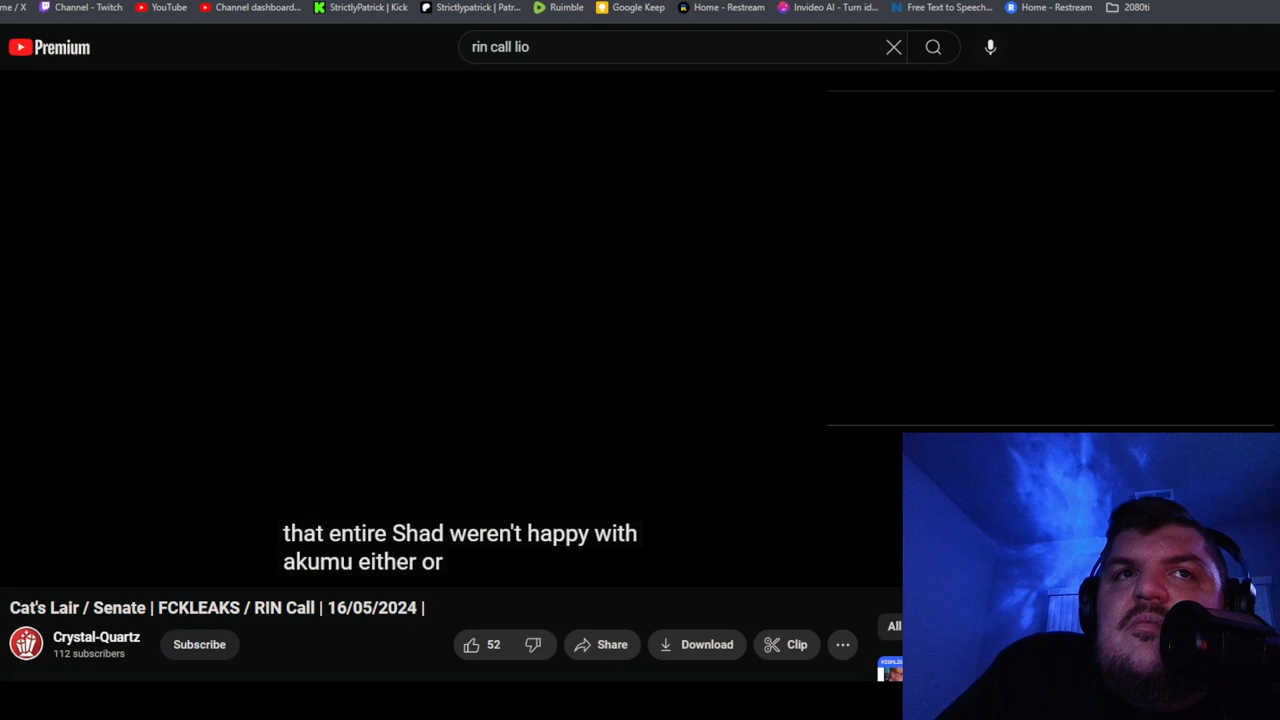 me / X Channel - Twitch YouTube Channel dashboard... StrictlyPatrick | Kick Strictlypatrick | Patr... Rumble Google Keep Home - Restream Invideo AI - Turn id... Free Text to Speech... Home - Restream 2080ti
Premium
rin call lio
that entire Shad weren't happy with
akumu either or
Cat's Lair / Senate | FCKLEAKS / RIN Call | 16/05/2024 |
Crystal-Quartz
112 subscribers
Subscribe
52
Share
Download
Clip
All